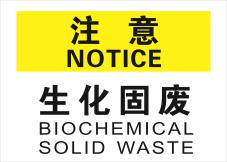 注意
NOTICE
生化固废
BIOCHEMICAL
SOLID WASTE